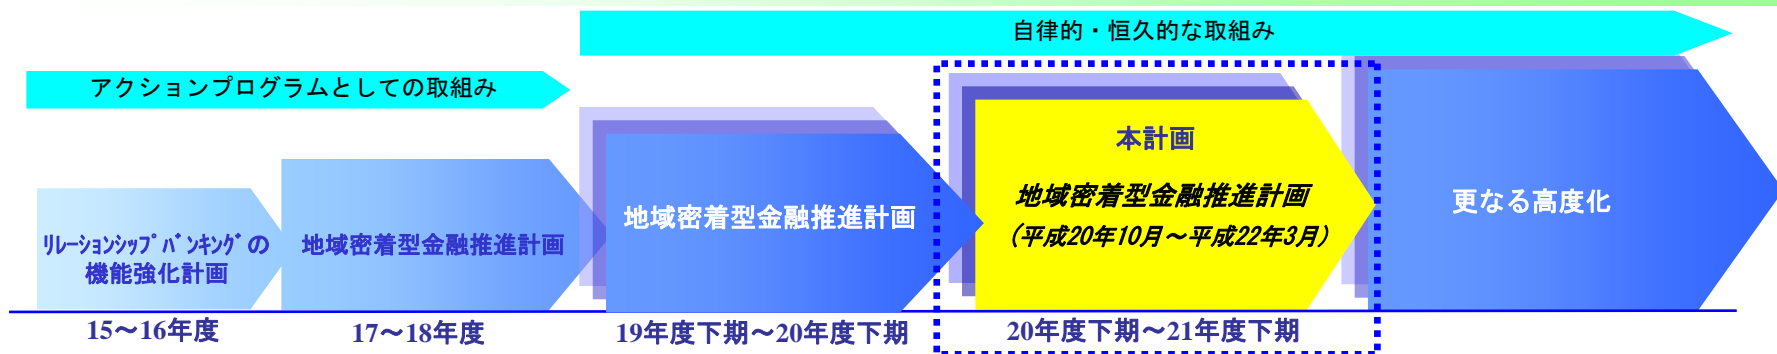 自律的・恒久的な取組み
アクションプログラムとしての取組み
リレーションシップバンキングの
機能強化計画
地域密着型金融推進計画
地域密着型金融推進計画
本計画
地域密着型金融推進計画
(平成20年10月~平成22年3月)
更なる高度化
15~16年度
17~18年度
19年度下期~20年度下期
20年度下期~21年度下期